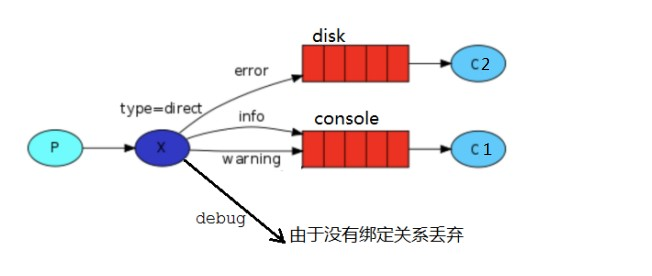 disk
error
C2
type=direct
info
console
P
X
warning
C1
debug
由于没有绑定关系丢弃